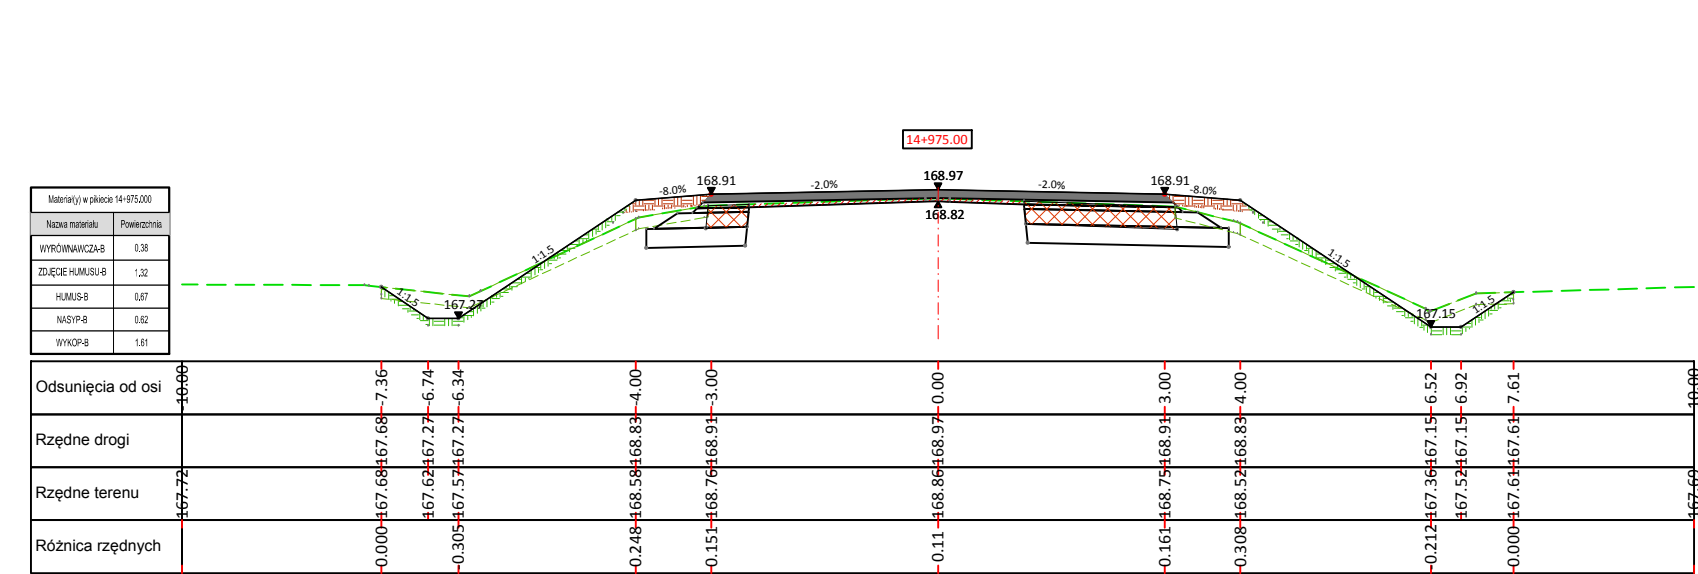 14+975.00
168.91
168.97
168.91
-8.0%
-2.0%
-2.0%
-8.0%
168.82
1:1.5
1:1.5
1:1.5
1:1.5
167.27
167.15
Materiał(y) w pikiecie 14+975.000
Nazwa materiału Powierzchnia
WYRÓWNAWCZA-B 0.38
ZDJĘCIE HUMUSU-B 1.32
HUMUS-B 0.67
NASYP-B 0.62
WYKOP-B 1.61
Odsunięcia od osi -10.00 -7.36 -6.74 -6.34 -4.00 -3.00 0.00 3.00 4.00 6.52 6.92 7.61 10.00
Rzędne drogi 167.68 167.27 167.27 168.83 168.91 168.97 168.91 168.83 167.15 167.15 167.61
Rzędne terenu 167.72 167.68 167.62 167.57 168.58 168.76 168.86 168.75 168.52 167.36 167.52 167.61 167.69
Różnica rzędnych 0.000 -0.305 0.248 0.151 0.11 0.161 0.308 -0.212 0.000